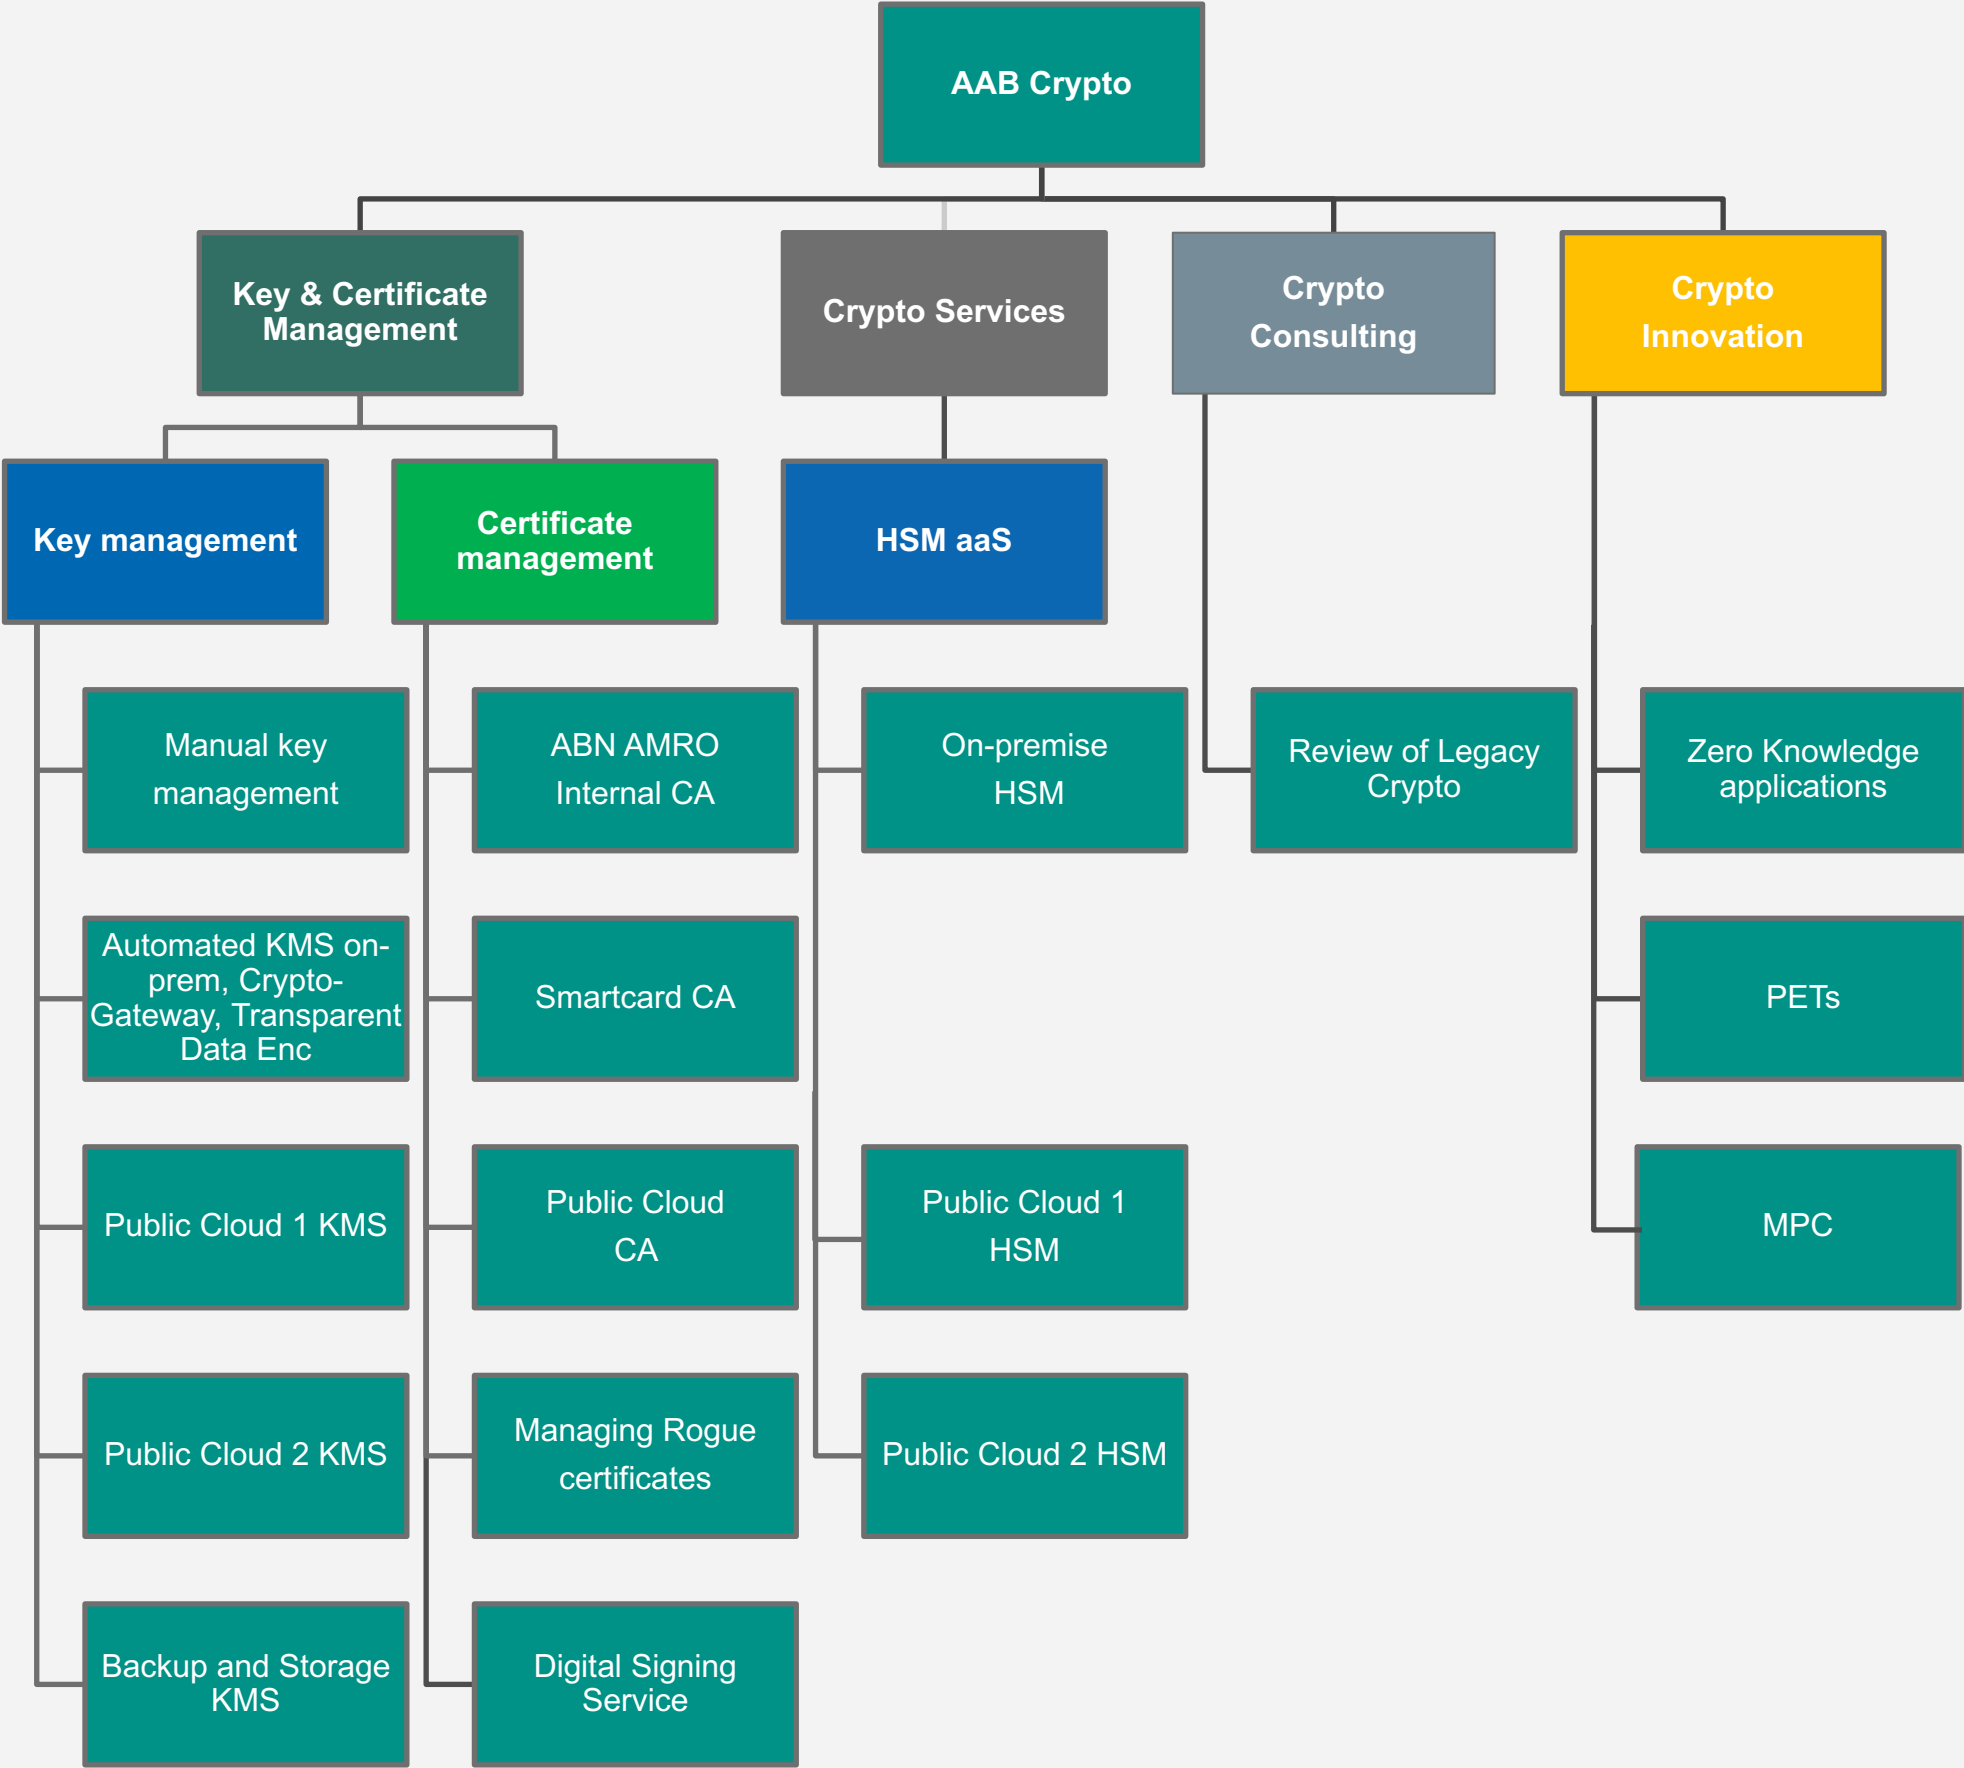 AAB Crypto
Key & Certificate
Management
Crypto Services
Crypto
Consulting
Crypto
Innovation
Key management
Certificate
management
HSM aaS
Manual key
management
ABN AMRO
Internal CA
On-premise
HSM
Review of Legacy
Crypto
Zero Knowledge
applications
Automated KMS on-
prem, Crypto-
Gateway, Transparent
Data Enc
Smartcard CA
PETs
Public Cloud 1 KMS
Public Cloud
CA
Public Cloud 1
HSM
MPC
Public Cloud 2 KMS
Managing Rogue
certificates
Public Cloud 2 HSM
Backup and Storage
KMS
Digital Signing
Service